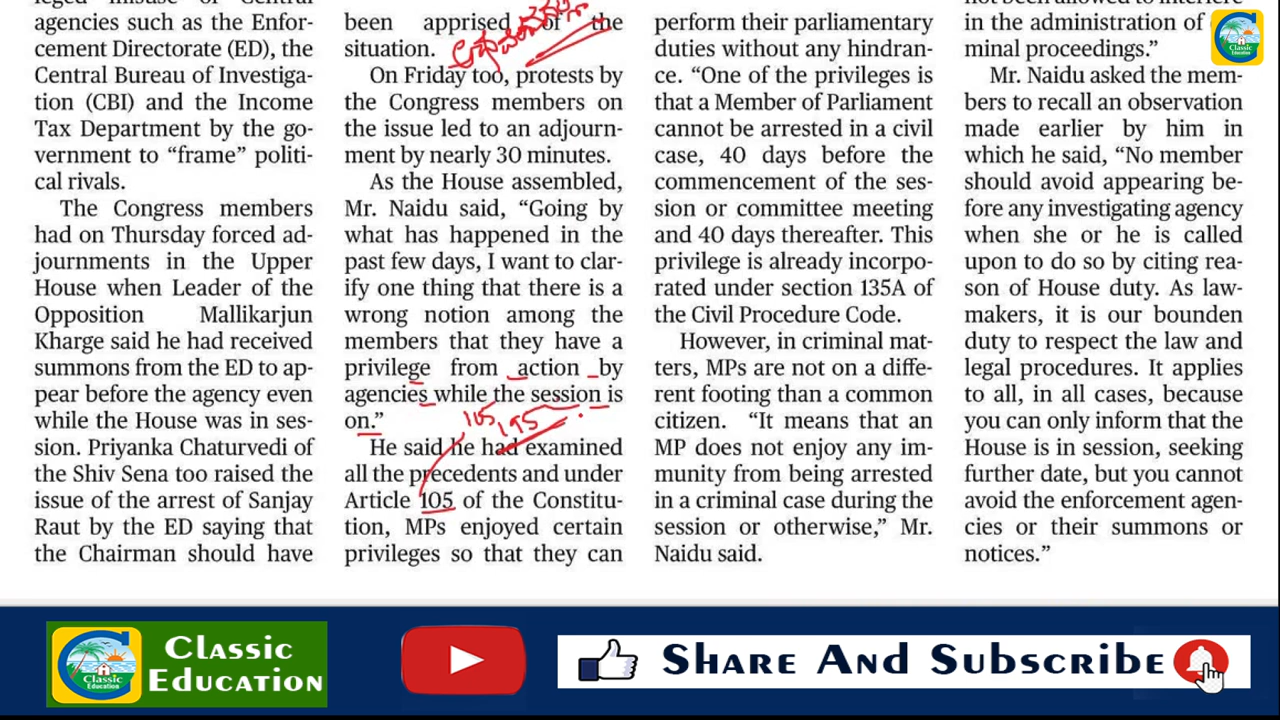 leged misuse of Central
agencies such as the Enfor-
cement Directorate (ED), the
Central Bureau of Investiga-
tion (CBI) and the Income
Tax Department by the go-
vernment to “frame” politi-
cal rivals.
The Congress members
had on Thursday forced ad-
journments in the Upper
House when Leader of the
Opposition Mallikarjun
Kharge said he had received
summons from the ED to ap-
pear before the agency even
while the House was in ses-
sion. Priyanka Chaturvedi of
the Shiv Sena too raised the
issue of the arrest of Sanjay
Raut by the ED saying that
the Chairman should have
been apprised of the
situation.
On Friday too, protests by
the Congress members on
the issue led to an adjourn-
ment by nearly 30 minutes.
As the House assembled,
Mr. Naidu said, “Going by
what has happened in the
past few days, I want to clar-
ify one thing that there is a
wrong notion among the
members that they have a
privilege from action by
agencies while the session is
on.”
105 195
He said he had examined
all the precedents and under
Article 105 of the Constitu-
tion, MPs enjoyed certain
privileges so that they can
perform their parliamentary
duties without any hindran-
ce. “One of the privileges is
that a Member of Parliament
cannot be arrested in a civil
case, 40 days before the
commencement of the ses-
sion or committee meeting
and 40 days thereafter. This
privilege is already incorpo-
rated under section 135A of
the Civil Procedure Code.
However, in criminal mat-
ters, MPs are not on a diffe-
rent footing than a common
citizen. “It means that an
MP does not enjoy any im-
munity from being arrested
in a criminal case during the
session or otherwise,” Mr.
Naidu said.
not been allowed to interfere
in the administration of
minal proceedings.”
Mr. Naidu asked the mem-
bers to recall an observation
made earlier by him in
which he said, “No member
should avoid appearing be-
fore any investigating agency
when she or he is called
upon to do so by citing rea-
son of House duty. As law-
makers, it is our bounden
duty to respect the law and
legal procedures. It applies
to all, in all cases, because
you can only inform that the
House is in session, seeking
further date, but you cannot
avoid the enforcement agen-
cies or their summons or
notices.”
Classic
Education
Classic
Education
Classic
Education
Share And Subscribe